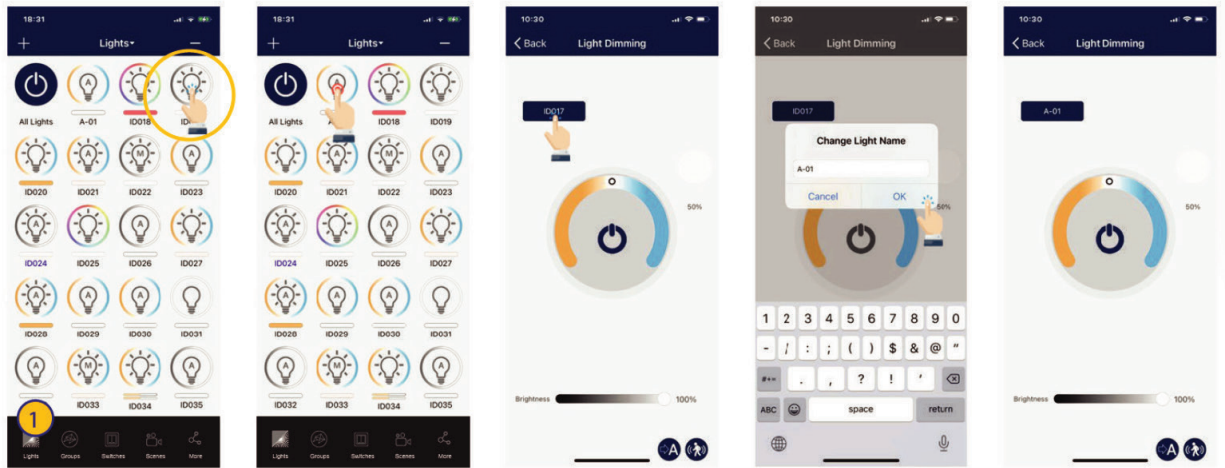 18:31
+ Lights▾ −
A A
All Lights A-01 ID018
A M A
ID020 ID021 ID022 ID023
A A
ID024 ID025 ID026 ID027
A A A
ID028 ID029 ID030 ID031
A M A
ID033 ID034 ID035
1
Lights Groups Switches Scenes More
18:31
+ Lights▾ −
A
All Lights ID018 ID019
A M A
ID020 ID021 ID022 ID023
A A
ID024 ID025 ID026 ID027
A A A
ID028 ID029 ID030 ID031
A M A
ID032 ID033 ID034 ID035
Lights Groups Switches Scenes More
10:30
< Back Light Dimming
ID017
50%
Brightness 100%
A
10:30
< Back Light Dimming
ID017
Change Light Name
A-01
Cancel OK
50%
1 2 3 4 5 6 7 8 9 0
- / : ; ( ) $ & @ "
#+= . , ? ! '
ABC space return
10:30
< Back Light Dimming
A-01
50%
Brightness 100%
A